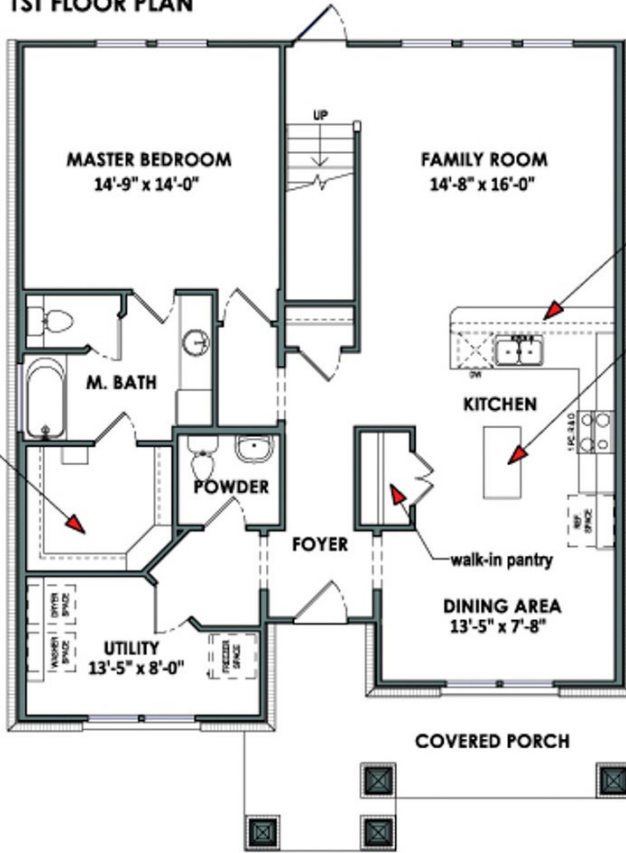 1ST FLOOR PLAN
UP
MASTER BEDROOM
14'-9" x 14'-0"
FAMILY ROOM
14'-8" x 16'-0"
M. BATH
DW
KITCHEN
1 PC. R & O
POWDER
REF.
SPACE
FOYER
walk-in pantry
DRYER
SPACE
WASHER
SPACE
UTILITY
13'-5" x 8'-0"
FREEZER
SPACE
DINING AREA
13'-5" x 7'-8"
COVERED PORCH